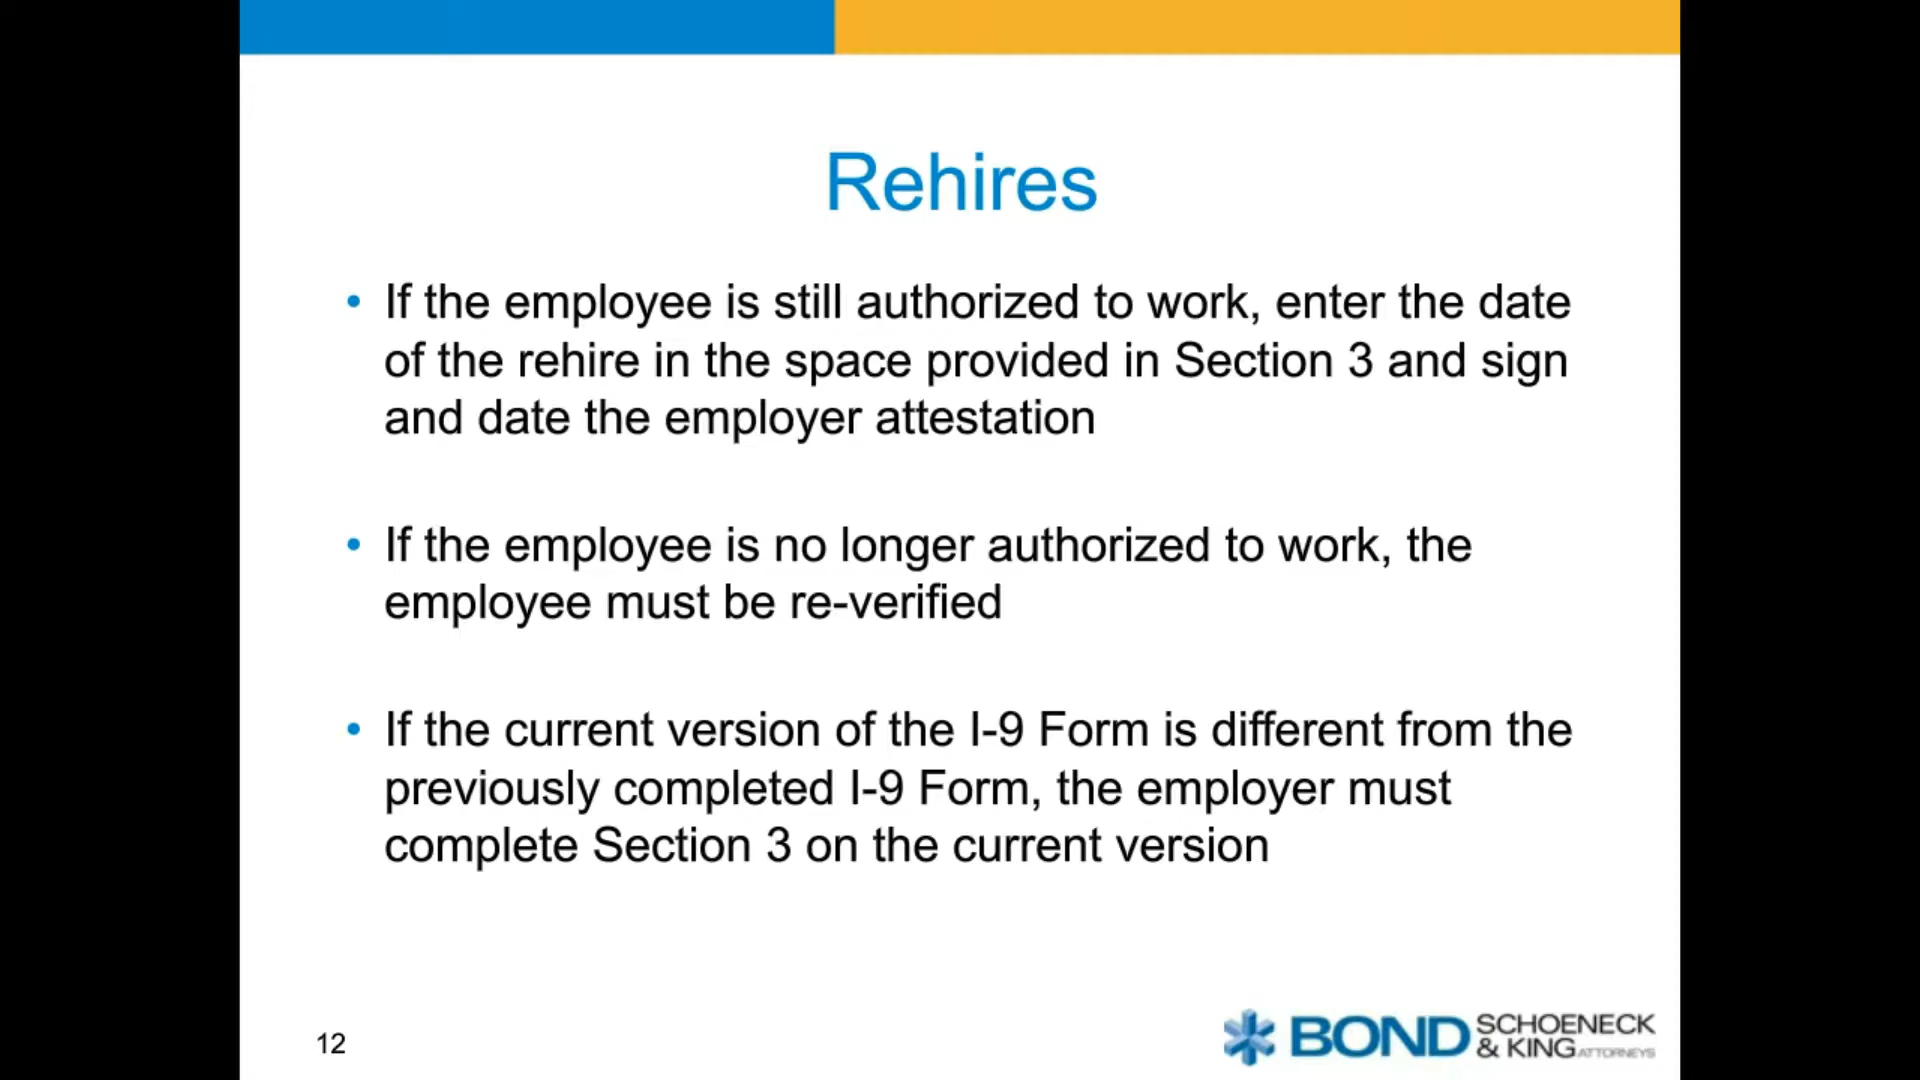 Rehires
• If the employee is still authorized to work, enter the date
of the rehire in the space provided in Section 3 and sign
and date the employer attestation
• If the employee is no longer authorized to work, the
employee must be re-verified
• If the current version of the I-9 Form is different from the
previously completed I-9 Form, the employer must
complete Section 3 on the current version
12
BOND SCHOENECK
& KING ATTORNEYS